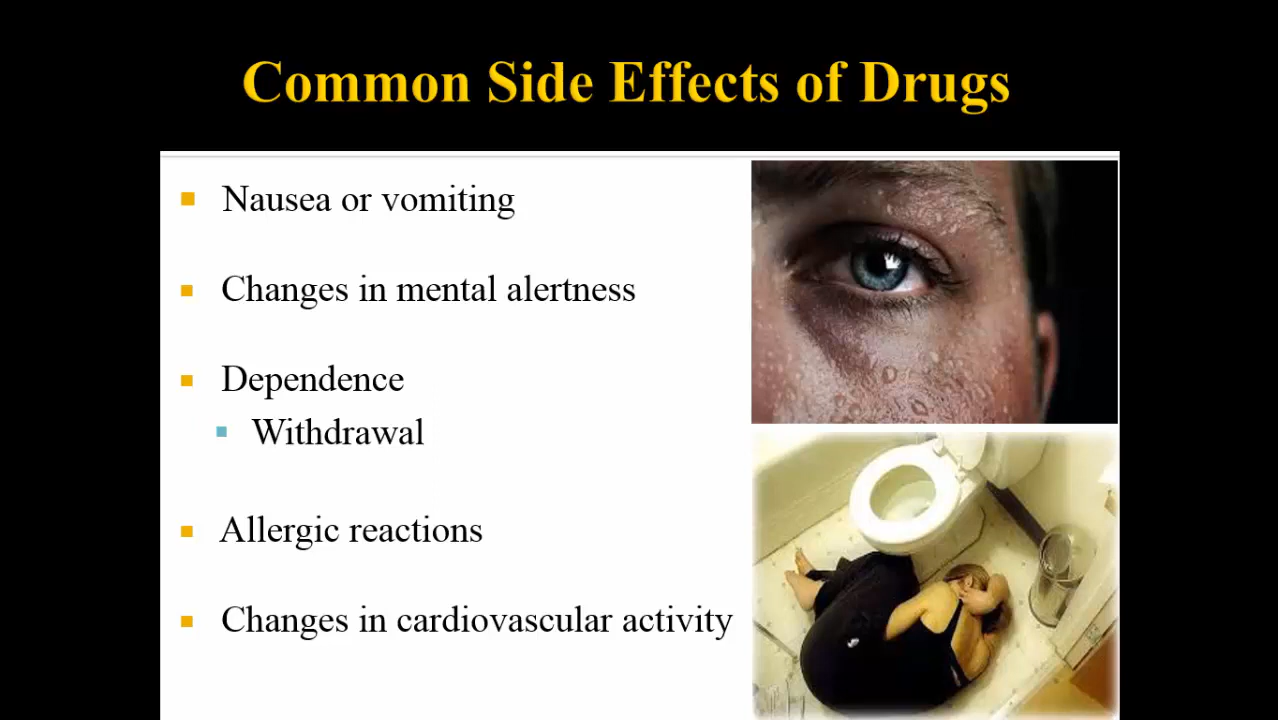 Common Side Effects of Drugs
Nausea or vomiting
Changes in mental alertness
Dependence
Withdrawal
Allergic reactions
Changes in cardiovascular activity